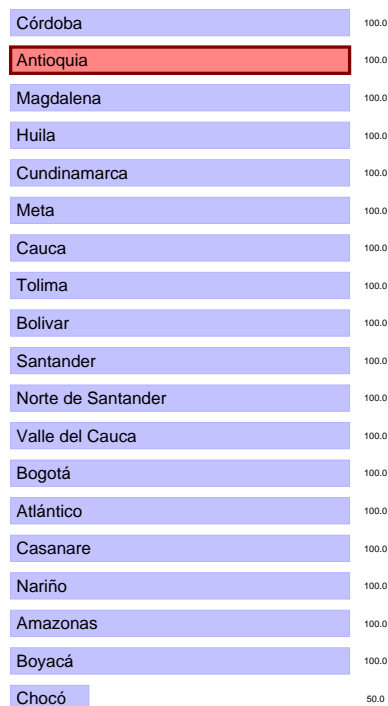 Córdoba 100.0
Antioquia 100.0
Magdalena 100.0
Huila 100.0
Cundinamarca 100.0
Meta 100.0
Cauca 100.0
Tolima 100.0
Bolivar 100.0
Santander 100.0
Norte de Santander 100.0
Valle del Cauca 100.0
Bogotá 100.0
Atlántico 100.0
Casanare 100.0
Nariño 100.0
Amazonas 100.0
Boyacá 100.0
Chocó 50.0